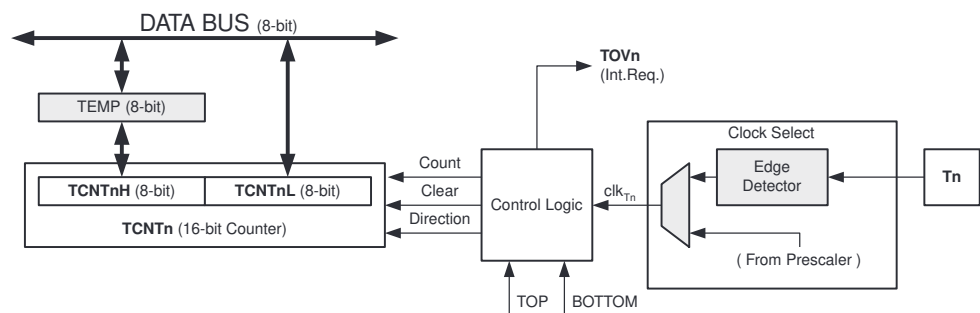 DATA BUS (8-bit)
TOVn
(Int.Req.)
TEMP (8-bit)
Clock Select
Count
Edge
Detector
Tn
TCNTnH (8-bit)
TCNTnL (8-bit)
Clear
Control Logic
clkTn
TCNTn (16-bit Counter)
Direction
( From Prescaler )
TOP
BOTTOM